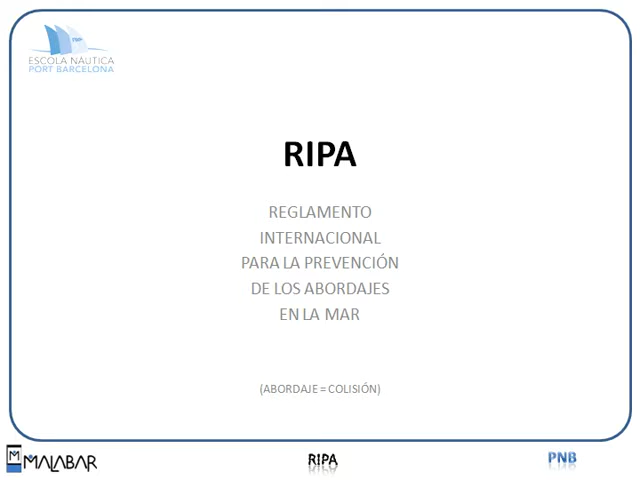 ESCOLA NÀUTICA
PORT BARCELONA
RIPA
REGLAMENTO
INTERNACIONAL
PARA LA PREVENCIÓN
DE LOS ABORDAJES
EN LA MAR
(ABORDAJE = COLISIÓN)
MALABAR
RIPA
PNB